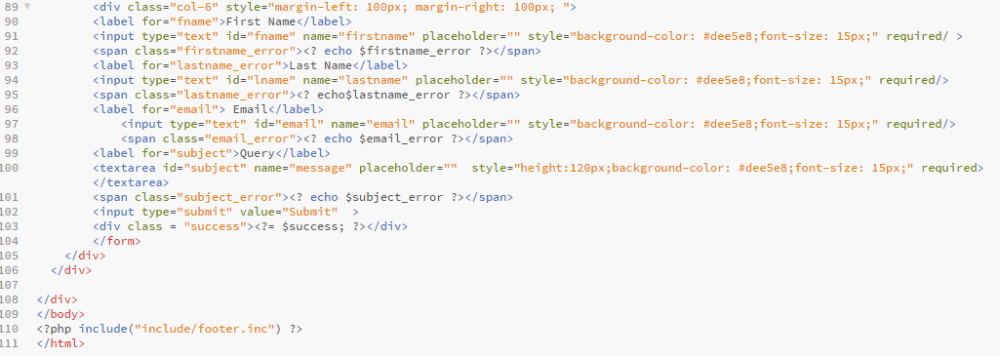 89 <div class="col-6" style="margin-left: 100px; margin-right: 100px; ">
90 <label for="fname">First Name</label>
91 <input type="text" id="fname" name="firstname" placeholder="" style="background-color: #dee5e8;font-size: 15px;" required/ >
92 <span class="firstname_error"><? echo $firstname_error ?></span>
93 <label for="lastname_error">Last Name</label>
94 <input type="text" id="lname" name="lastname" placeholder="" style="background-color: #dee5e8;font-size: 15px;" required/>
95 <span class="lastname_error"><? echo$lastname_error ?></span>
96 <label for="email"> Email</label>
97 <input type="text" id="email" name="email" placeholder="" style="background-color: #dee5e8;font-size: 15px;" required/>
98 <span class="email_error"><? echo $email_error ?></span>
99 <label for="subject">Query</label>
100 <textarea id="subject" name="message" placeholder=""  style="height:120px;background-color: #dee5e8;font-size: 15px;" required>
</textarea>
101 <span class="subject_error"><? echo $subject_error ?></span>
102 <input type="submit" value="Submit"  >
103 <div class = "success"><?= $success; ?></div>
104 </form>
105 </div>
106 </div>
107
108 </div>
109 </body>
110 <?php include("include/footer.inc") ?>
111 </html>